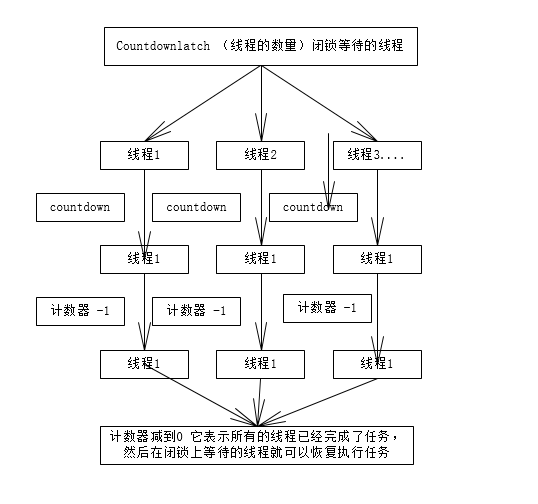 Countdownlatch （线程的数量）闭锁等待的线程
线程1
线程2
线程3....
countdown
countdown
countdown
线程1
线程1
线程1
计数器 -1
计数器 -1
计数器 -1
线程1
线程1
线程1
计数器减到0 它表示所有的线程已经完成了任务，
然后在闭锁上等待的线程就可以恢复执行任务